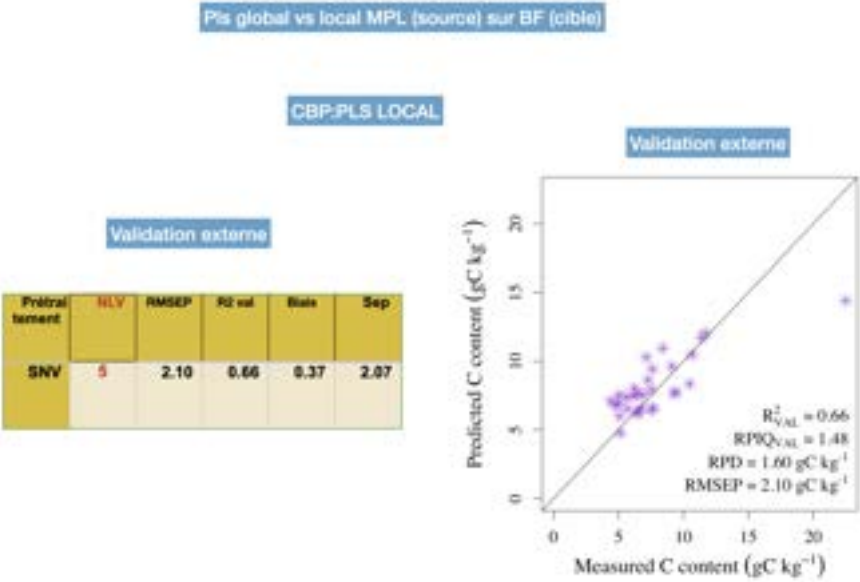 Pls global vs local MPL (source) sur BF (cible)
CBP:PLS LOCAL
Validation externe
Validation externe
Prétrai
tement
NLV
RMSEP
R2 val
Biais
Sep
SNV
5
2.10
0.66
0.37
2.07
Predicted C content (gC kg⁻¹)
20
15
10
5
0
R²VAL = 0.66
RPIQVAL = 1.48
RPD = 1.60 gC kg⁻¹
RMSEP = 2.10 gC kg⁻¹
0 5 10 15 20
Measured C content (gC kg⁻¹)